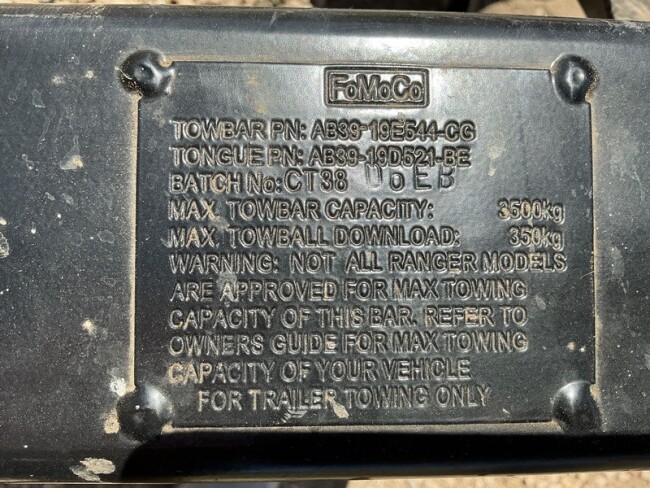 FoMoCo
TOWBAR PN: AB39-19E544-CG
TONGUE PN: AB39-19D521-BE
BATCH No: CT38 06EB
MAX. TOWBAR CAPACITY: 3500kg
MAX. TOWBALL DOWNLOAD: 350kg
WARNING: NOT ALL RANGER MODELS
ARE APPROVED FOR MAX TOWING
CAPACITY OF THIS BAR. REFER TO
OWNERS GUIDE FOR MAX TOWING
CAPACITY OF YOUR VEHICLE
FOR TRAILER TOWING ONLY